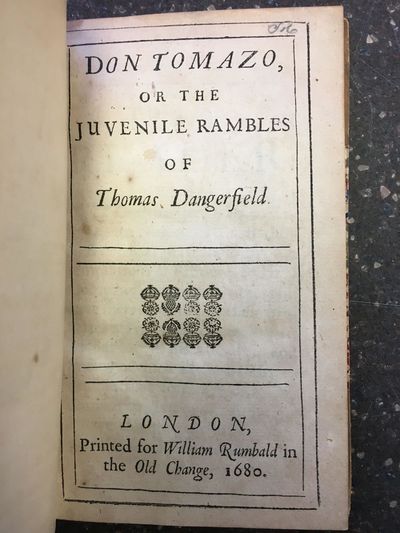 DON TOMAZO,
OR THE
JUVENILE RAMBLES
OF
Thomas Dangerfield.
LONDON,
Printed for William Rumbald in
the Old Change, 1680.